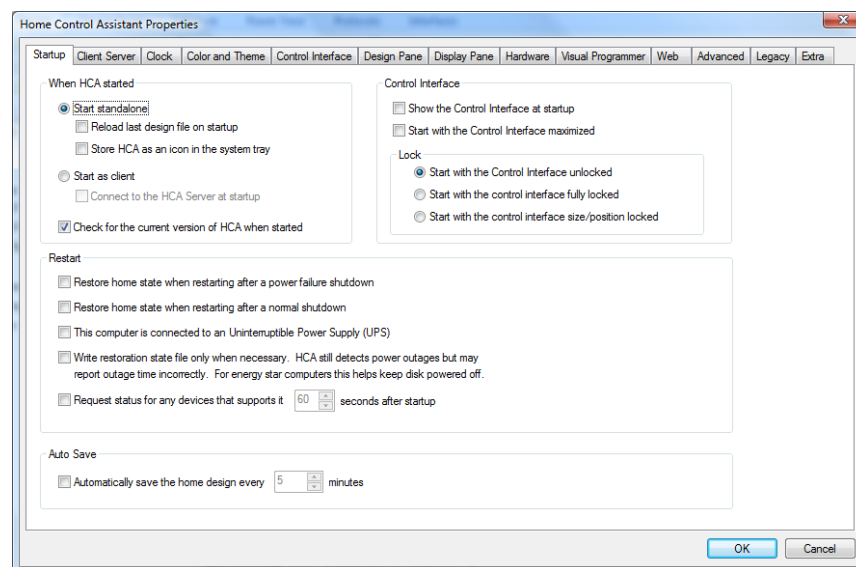 Home Control Assistant Properties
Startup Client Server Clock Color and Theme Control Interface Design Pane Display Pane Hardware Visual Programmer Web Advanced Legacy Extra
When HCA started
Start standalone
Reload last design file on startup
Store HCA as an icon in the system tray
Start as client
Connect to the HCA Server at startup
Check for the current version of HCA when started
Control Interface
Show the Control Interface at startup
Start with the Control Interface maximized
Lock
Start with the Control Interface unlocked
Start with the control interface fully locked
Start with the control interface size/position locked
Restart
Restore home state when restarting after a power failure shutdown
Restore home state when restarting after a normal shutdown
This computer is connected to an Uninterruptible Power Supply (UPS)
Write restoration state file only when necessary. HCA still detects power outages but may
report outage time incorrectly. For energy star computers this helps keep disk powered off.
Request status for any devices that supports it 60 seconds after startup
Auto Save
Automatically save the home design every 5 minutes
OK Cancel